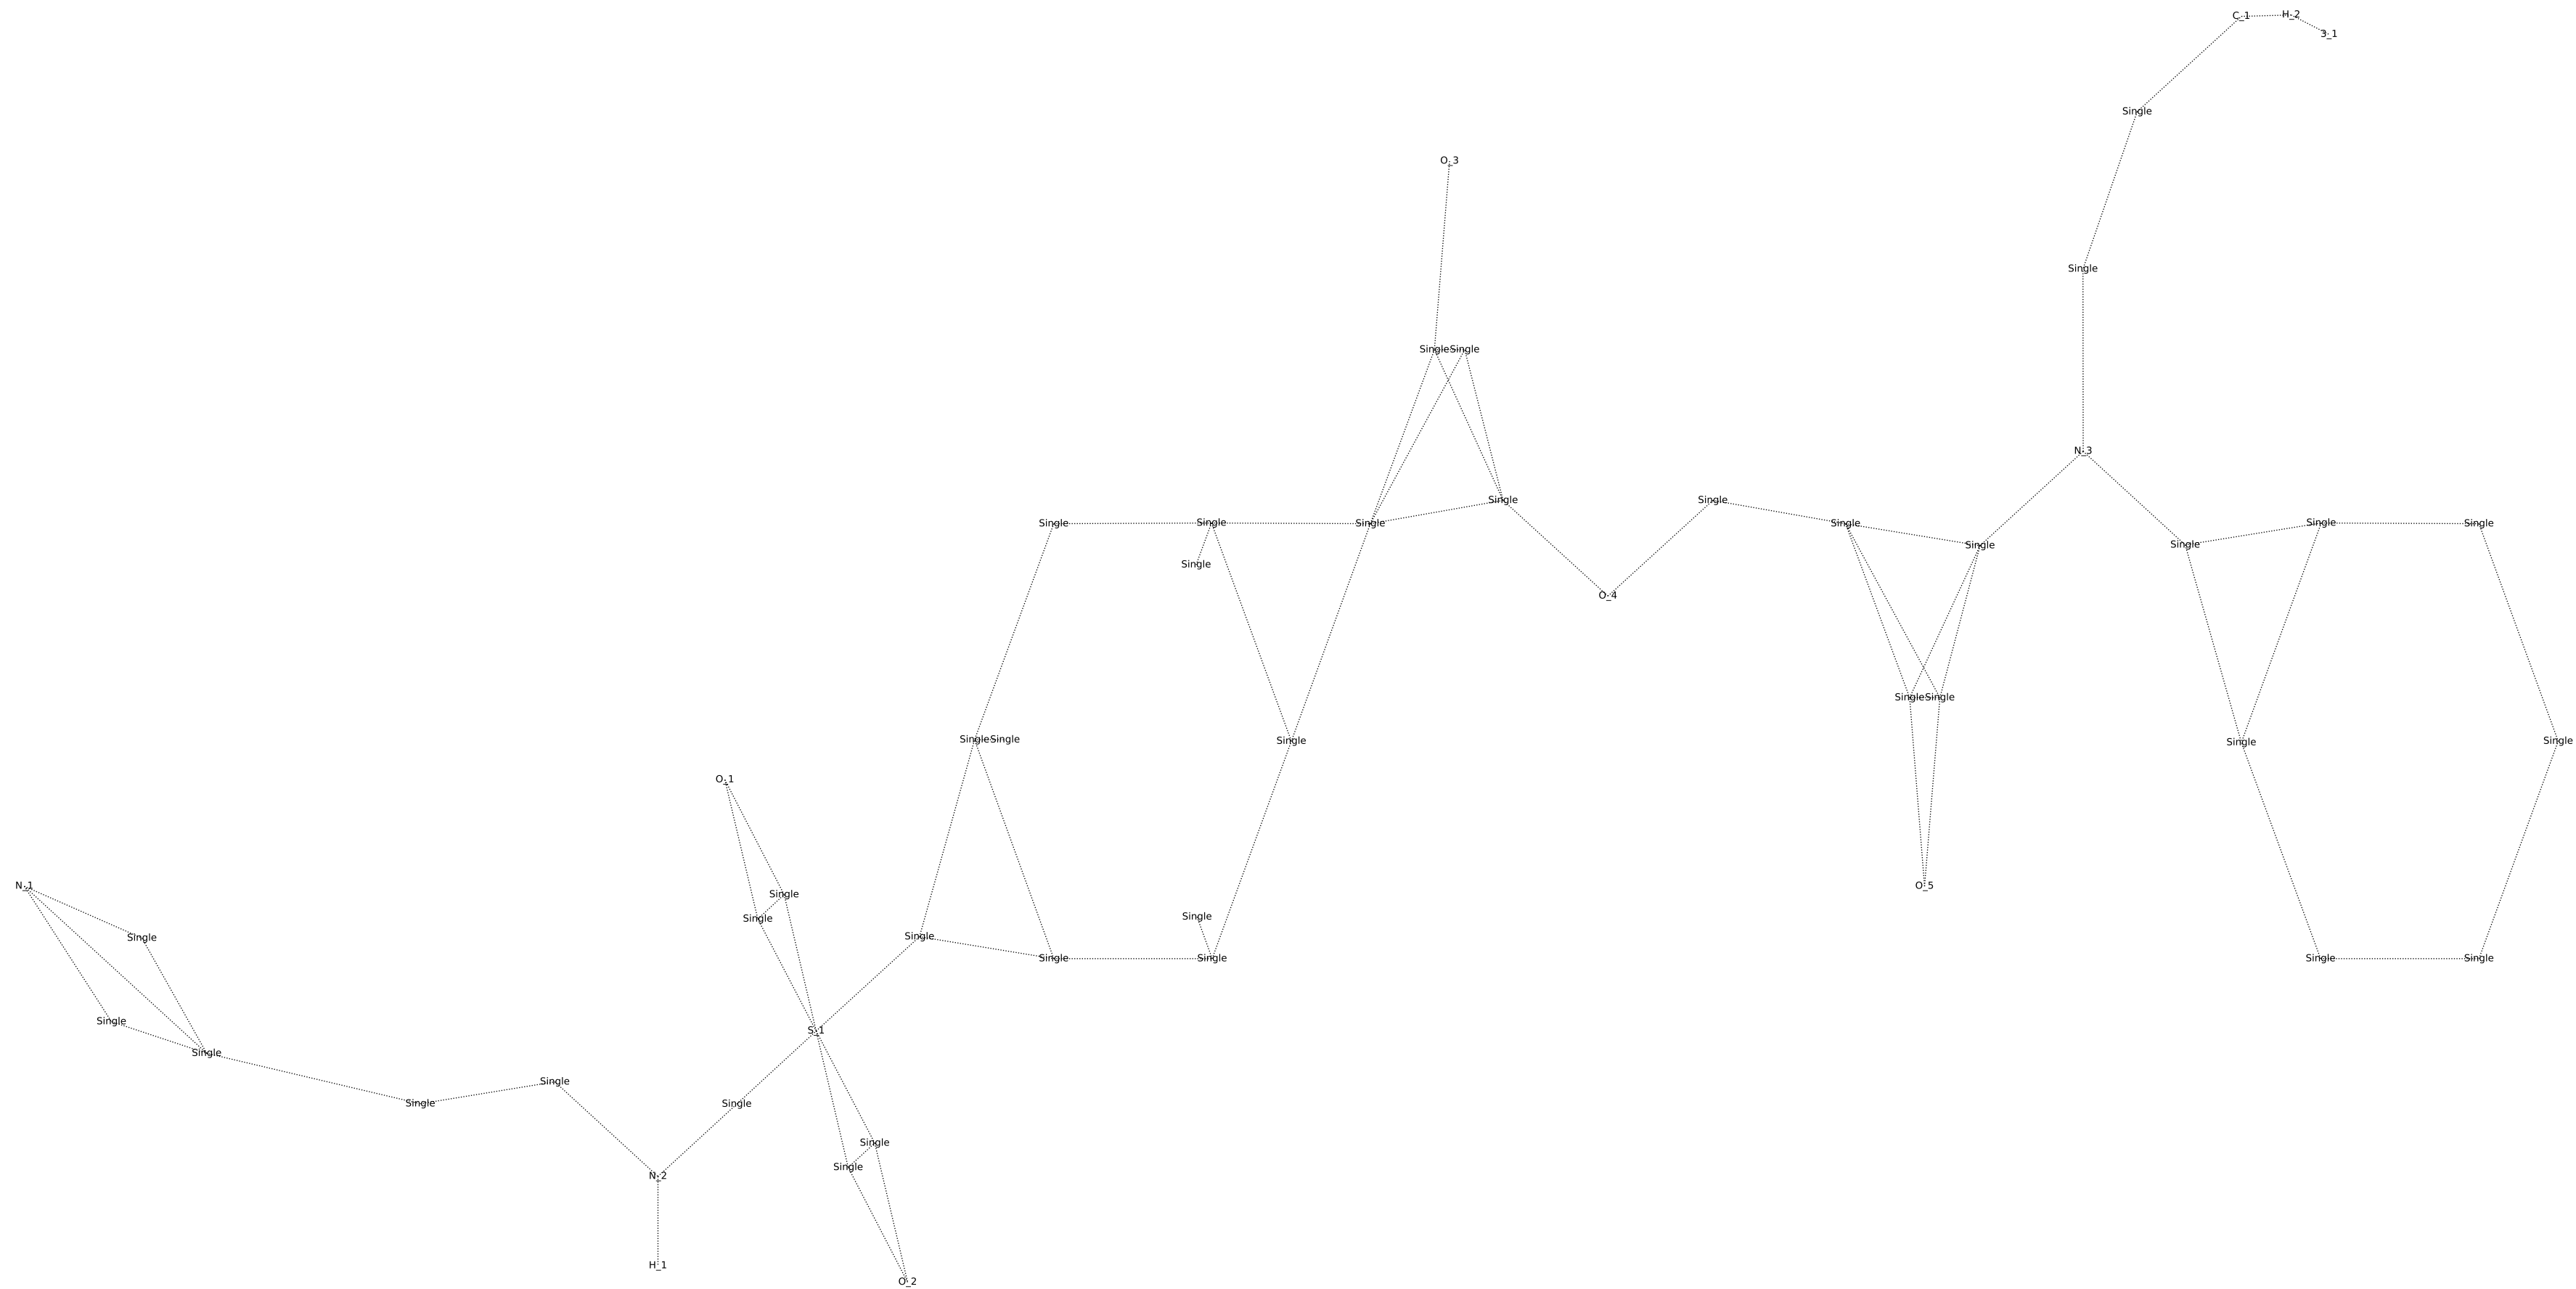 C_1 H_2
3_1
Single
O_3
Single
SingleSingle
N_3
Single Single
Single Single Single Single Single Single
Single Single
Single
O_4
SingleSingle
SingleSingle Single Single Single
O_1
N_1 O_5
Single
Single Single
Single Single
Single Single Single Single
Single
S_1
Single
Single
Single Single
Single
Single
N_2
H_1
O_2